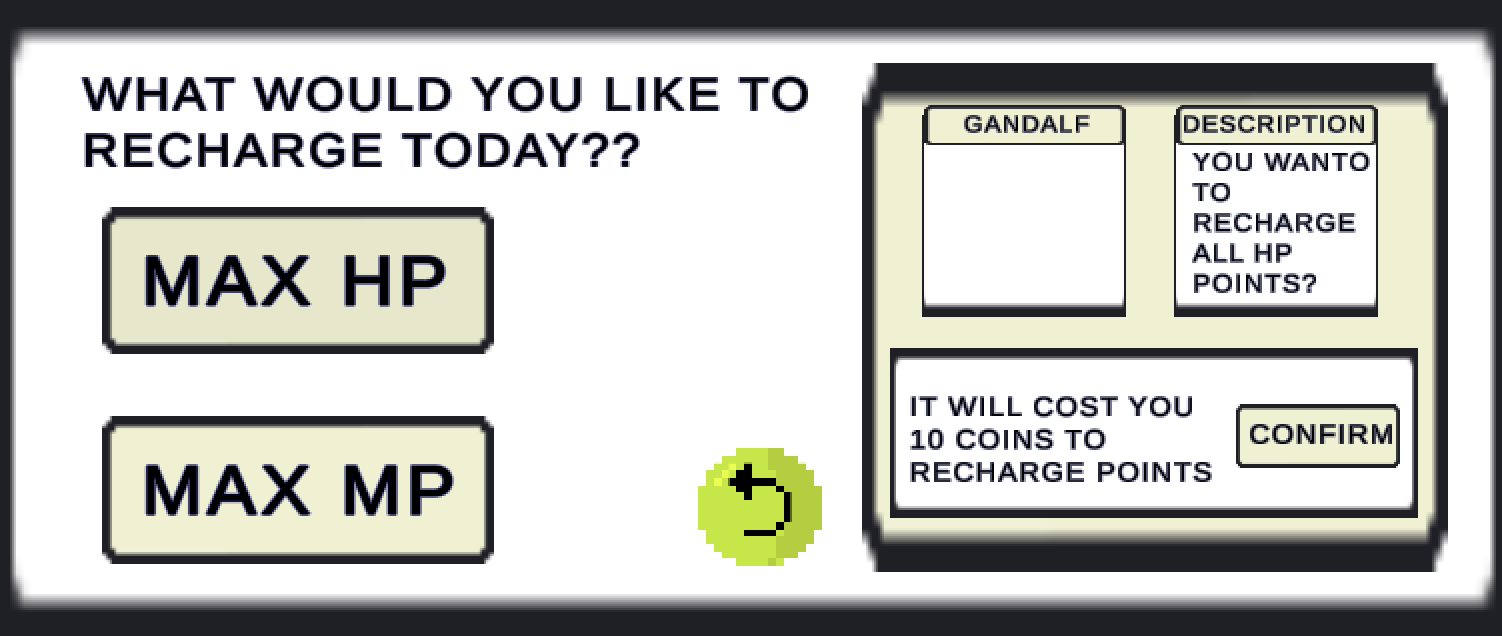 WHAT WOULD YOU LIKE TO
RECHARGE TODAY??
MAX HP
MAX MP
GANDALF
DESCRIPTION
YOU WANTO
TO
RECHARGE
ALL HP
POINTS?
IT WILL COST YOU
10 COINS TO
RECHARGE POINTS
CONFIRM